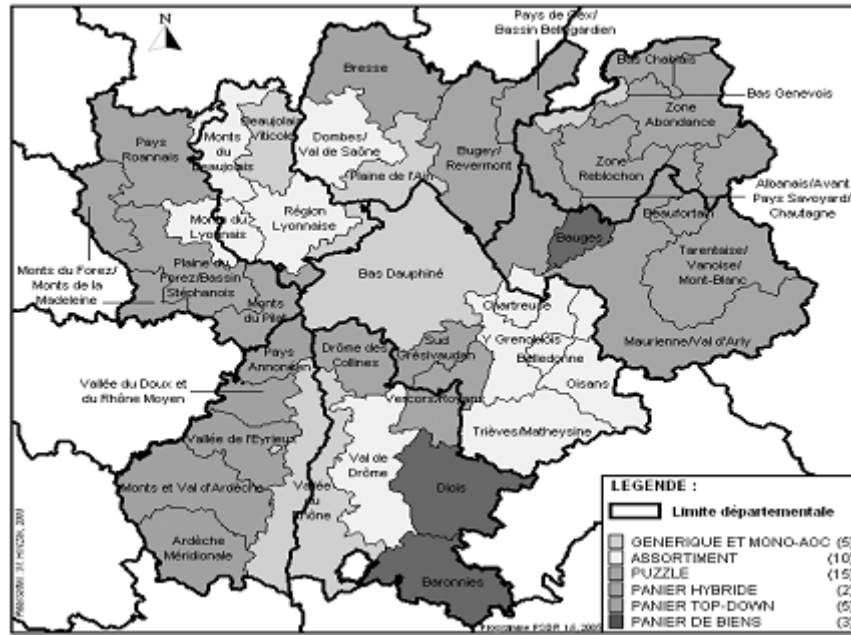 N
Pays de Gex/
Bassin Bellegardien
Bresse
Bas Chablais
Bas Genevois
Zone
Abondance
Pays
Roannais
Monts
du
Beaujolais
Beaujolais
Viticole
Dombes/
Val de Saône
Bugey/
Revermont
Plaine de l'Ain
Zone
Reblochon
Albanais/Avant
Pays Savoyard/
Chautagne
Monts du
Lyonnais
Région
Lyonnaise
Beaufortain
Bauges
Tarentaise/
Vanoise/
Mont-Blanc
Monts du Forez/
Monts de la
Madeleine
Plaine du
Forez/Bassin
Stéphanois
Bas Dauphiné
Monts
du Pilat
Chartreuse
Maurienne/Val d'Arly
Pays
Annonéen
Drôme des
Collines
Sud
Grésivaudan
Y Grenoblois
Belledonne
Oisans
Vallée du Doux et
du Rhône Moyen
Vercors/Royans
Trièves/Matheysine
Vallée de l'Eyrieux
Val de
Drôme
Diois
Monts et Val d'Ardèche
Vallée
du
Rhône
Ardèche
Méridionale
Baronnies
LEGENDE :
Limite départementale
GENERIQUE ET MONO-AOC (5)
ASSORTIMENT (10)
PUZZLE (15)
PANIER HYBRIDE (2)
PANIER TOP-DOWN (5)
PANIER DE BIENS (3)